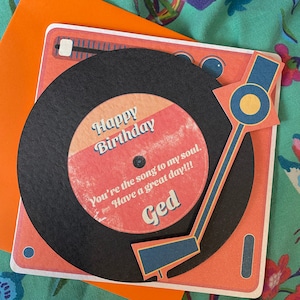 Happy
Birthday
You're the song to my soul.
Have a great day!!!
Ged